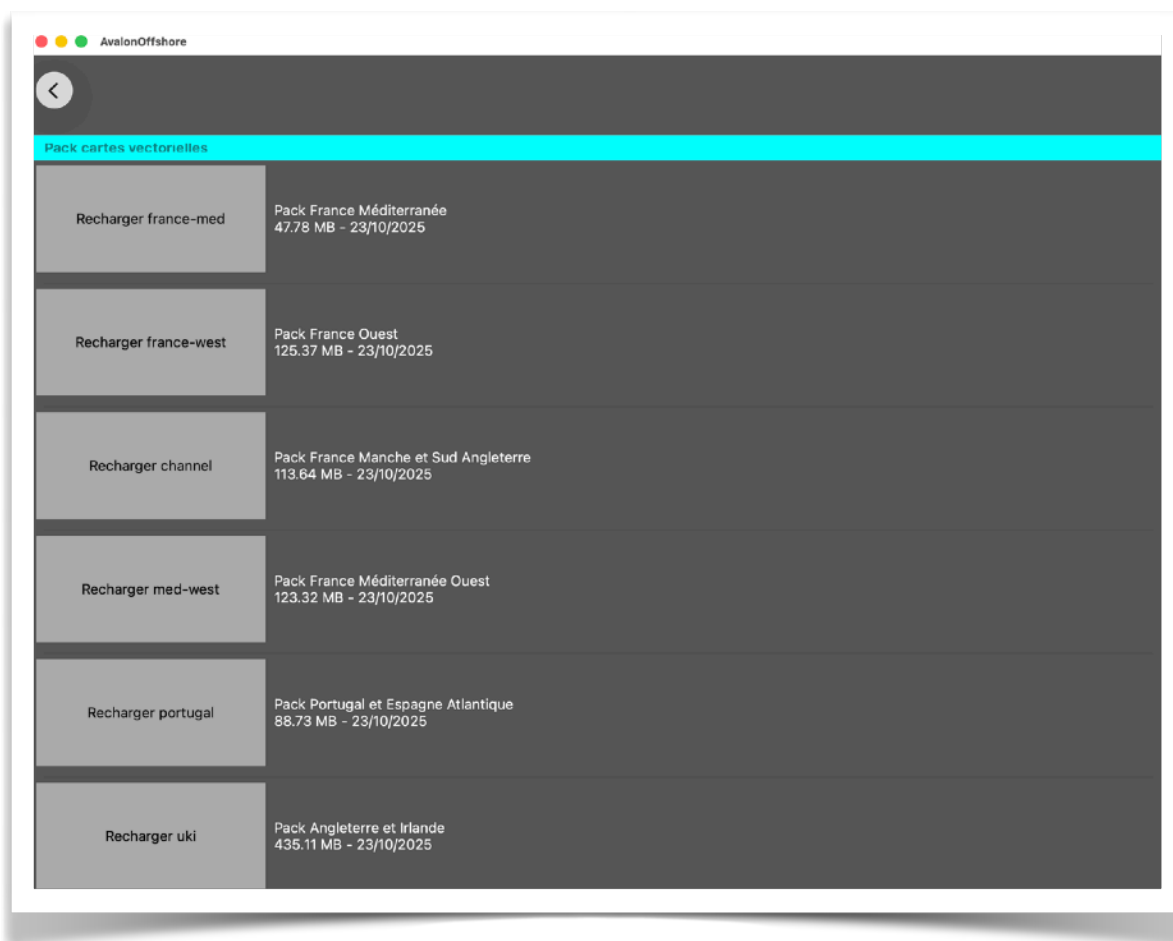 AvalonOffshore
Pack cartes vectorielles
Recharger france-med
Pack France Méditerranée
47.78 MB - 23/10/2025
Recharger france-west
Pack France Ouest
125.37 MB - 23/10/2025
Recharger channel
Pack France Manche et Sud Angleterre
113.64 MB - 23/10/2025
Recharger med-west
Pack France Méditerranée Ouest
123.32 MB - 23/10/2025
Recharger portugal
Pack Portugal et Espagne Atlantique
88.73 MB - 23/10/2025
Recharger uki
Pack Angleterre et Irlande
435.11 MB - 23/10/2025